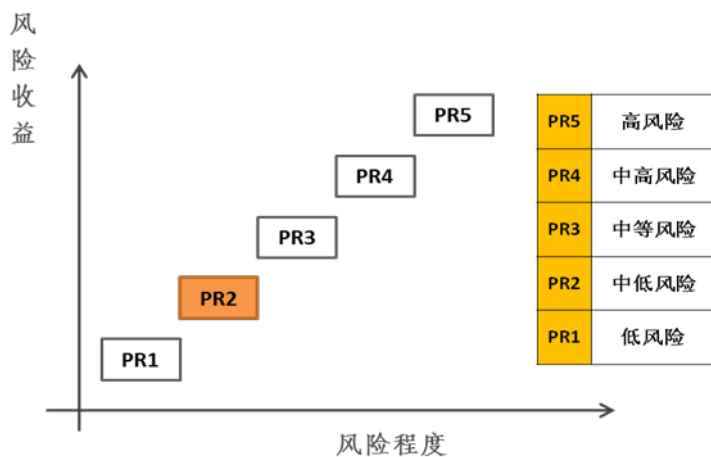 风险收益
PR5
PR4
PR3
PR2
PR1
风险程度
PR5 高风险
PR4 中高风险
PR3 中等风险
PR2 中低风险
PR1 低风险